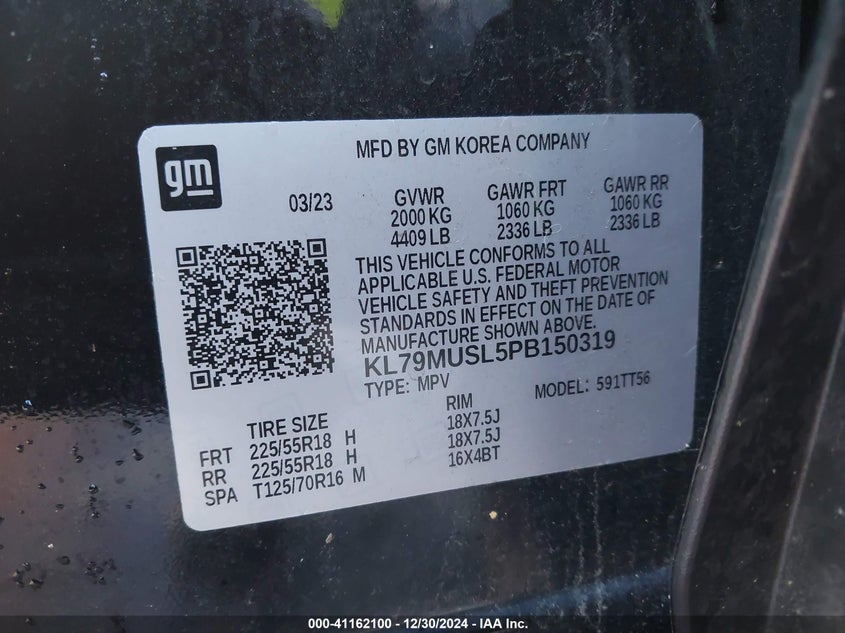 gm
MFD BY GM KOREA COMPANY
03/23
GVWR GAWR FRT GAWR RR
2000 KG 1060 KG 1060 KG
4409 LB 2336 LB 2336 LB
THIS VEHICLE CONFORMS TO ALL
APPLICABLE U.S. FEDERAL MOTOR
VEHICLE SAFETY AND THEFT PREVENTION
STANDARDS IN EFFECT ON THE DATE OF
MANUFACTURE SHOWN ABOVE.
KL79MUSL5PB150319
TYPE: MPV MODEL: 591TT56
TIRE SIZE RIM
FRT 225/55R18 H 18X7.5J
RR 225/55R18 H 18X7.5J
SPA T125/70R16 M 16X4BT
000-41162100 - 12/30/2024 - IAA Inc.